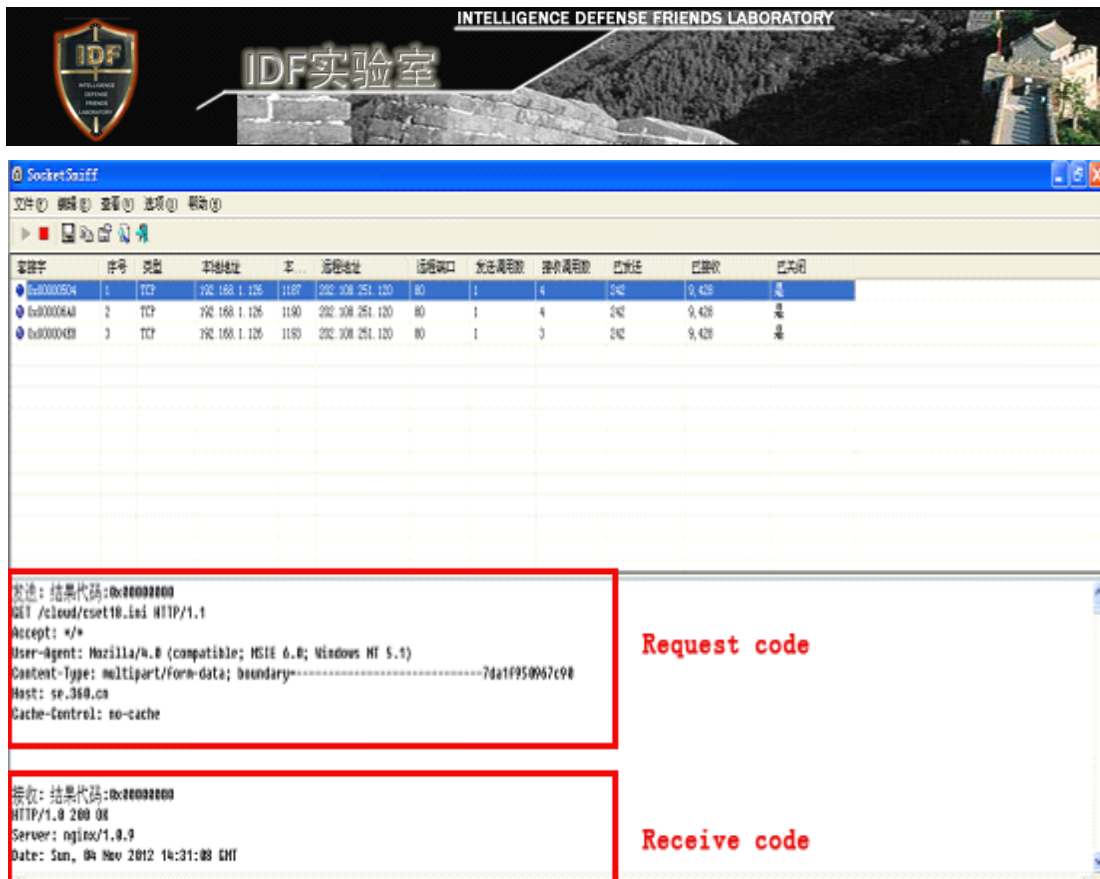 INTELLIGENCE DEFENSE FRIENDS LABORATORY
IDF
INTELLIGENCE
DEFENSE
FRIENDS
LABORATORY
IDF实验室
SocketSniff
文件(F) 编辑(E) 查看(V) 选项(O) 帮助(H)
套接字 序号 类型 本地地址 本... 远程地址 远程端口 发送调用数 接收调用数 已发送 已接收 已关闭
0x00000504 1 TCP 192.168.1.126 1187 202.108.251.120 80 1 4 242 9,428 是
0x000006A8 2 TCP 192.168.1.126 1190 202.108.251.120 80 1 4 242 9,428 是
3 TCP 192.168.1.126 1193 202.108.251.120 80 1 3 242 9,428 是
发送: 结果代码:0x00000000
GET /cloud/cset18.ini HTTP/1.1
Accept: */*
User-Agent: Mozilla/4.0 (compatible; MSIE 6.0; Windows NT 5.1)
Content-Type: multipart/form-data; boundary=---------------------------------7da1f950967c90
Host: se.360.cn
Cache-Control: no-cache
Request code
接收: 结果代码:0x00000000
HTTP/1.0 200 OK
Server: nginx/1.0.9
Date: Sun, 04 Nov 2012 14:31:08 GMT
Receive code